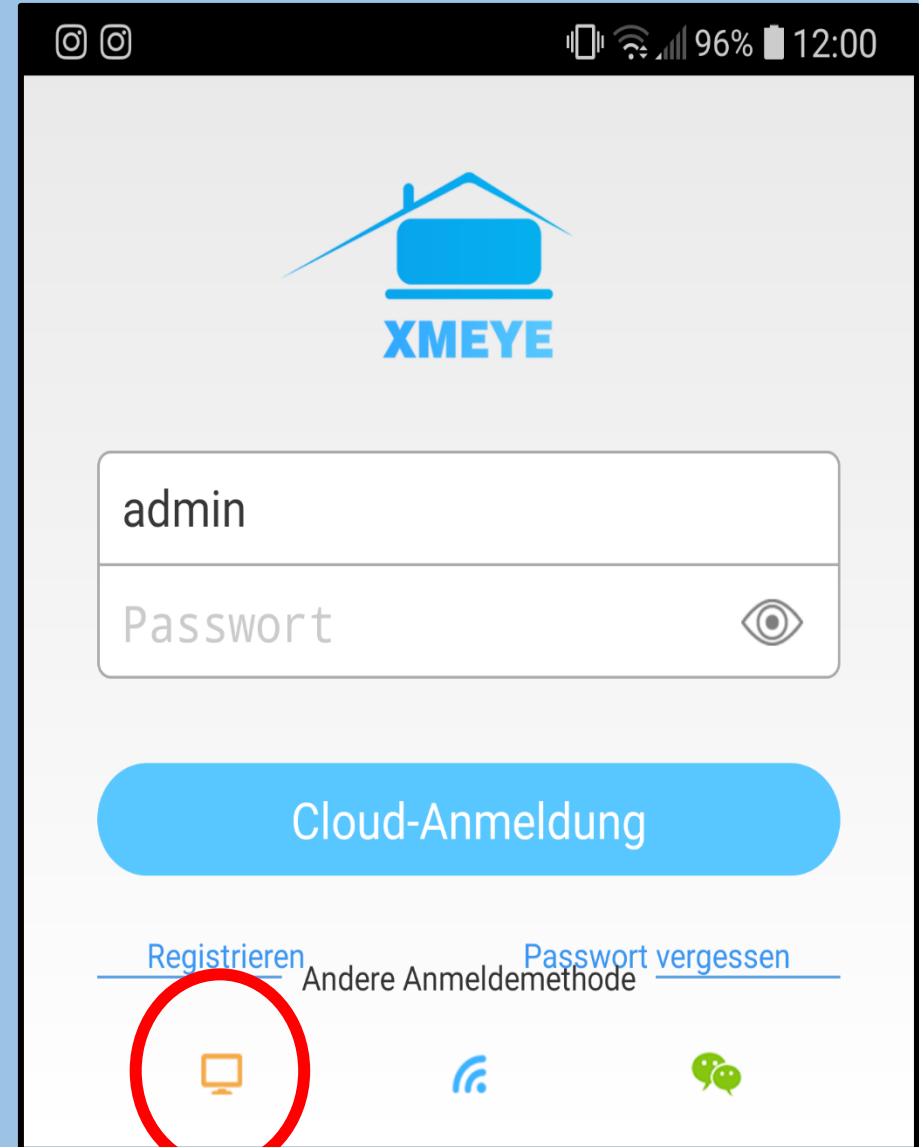 96% 12:00
XMEYE
admin
Passwort
Cloud-Anmeldung
Registrieren Passwort vergessen
Andere Anmeldemethode